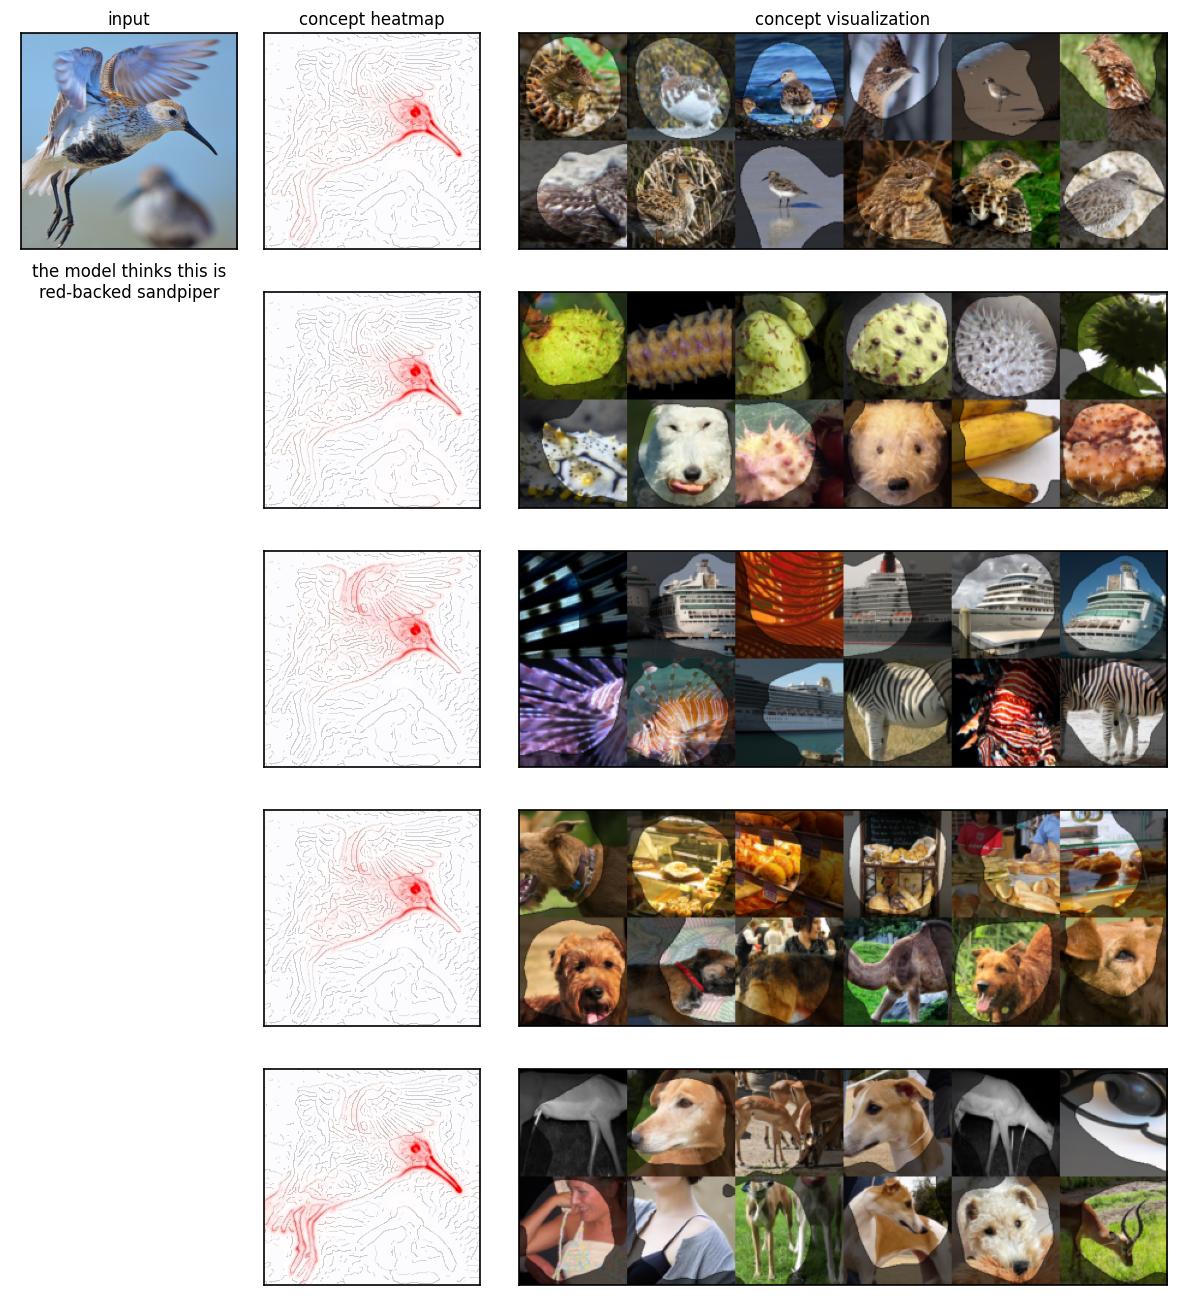 input
concept heatmap
concept visualization
the model thinks this is
red-backed sandpiper